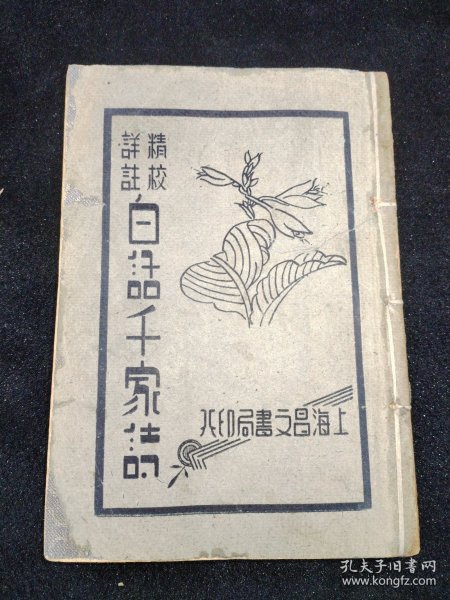 精校
詳註
白話千家詩
上海昌文書局印行
孔夫子旧书网
www.kongfz.com